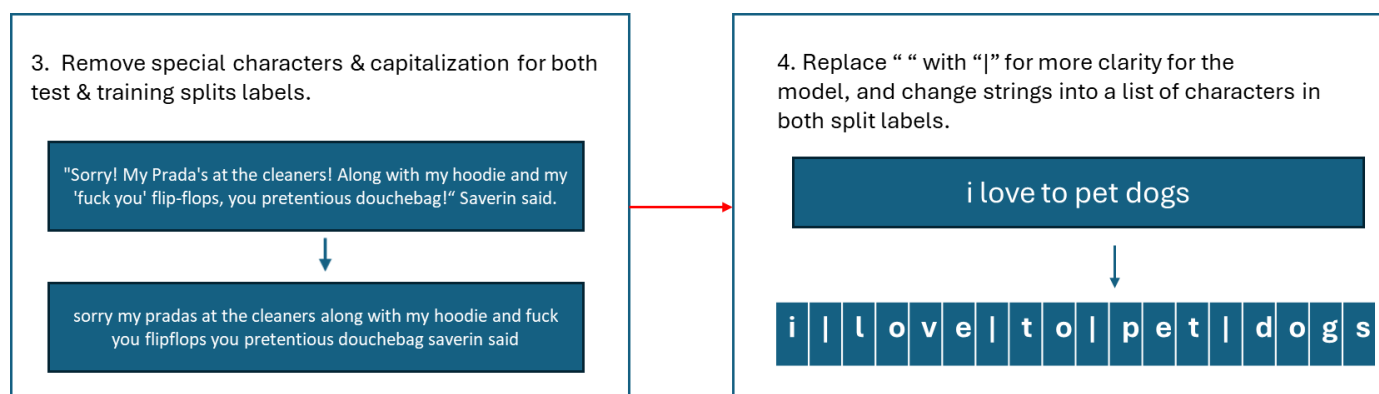 3. Remove special characters & capitalization for both
test & training splits labels.
"Sorry! My Prada's at the cleaners! Along with my hoodie and my
'fuck you' flip-flops, you pretentious douchebag!“ Saverin said.
sorry my pradas at the cleaners along with my hoodie and fuck
you flipflops you pretentious douchebag saverin said
4. Replace “ “ with “|” for more clarity for the
model, and change strings into a list of characters in
both split labels.
i love to pet dogs
i | l o v e | t o | p e t | d o g s